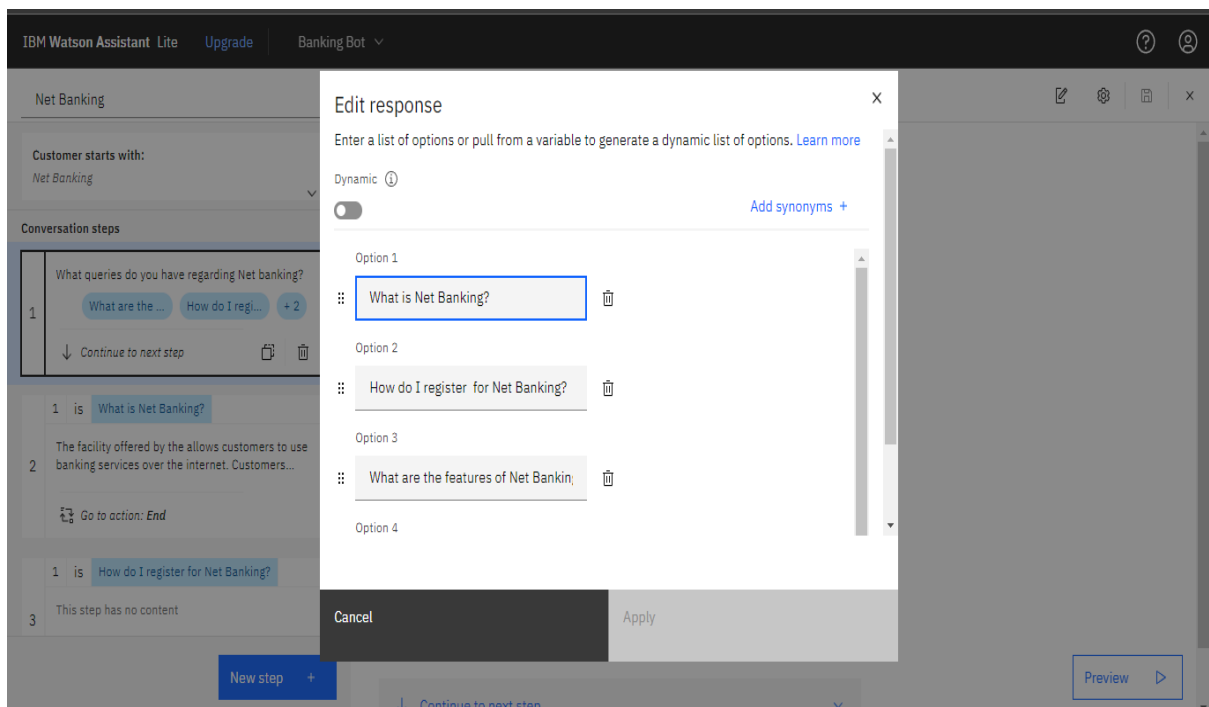 IBM Watson Assistant Lite Upgrade Banking Bot
Net Banking
Customer starts with:
Net Banking
Conversation steps
1
What queries do you have regarding Net banking?
What are the ... How do I regi... + 2
Continue to next step
1 is What is Net Banking?
2
The facility offered by the allows customers to use
banking services over the internet. Customers...
Go to action: End
1 is How do I register for Net Banking?
3
This step has no content
New step +
Edit response
X
Enter a list of options or pull from a variable to generate a dynamic list of options. Learn more
Dynamic
Add synonyms +
Option 1
What is Net Banking?
Option 2
How do I register for Net Banking?
Option 3
What are the features of Net Bankin
Option 4
Cancel Apply
Continue to next step
Preview